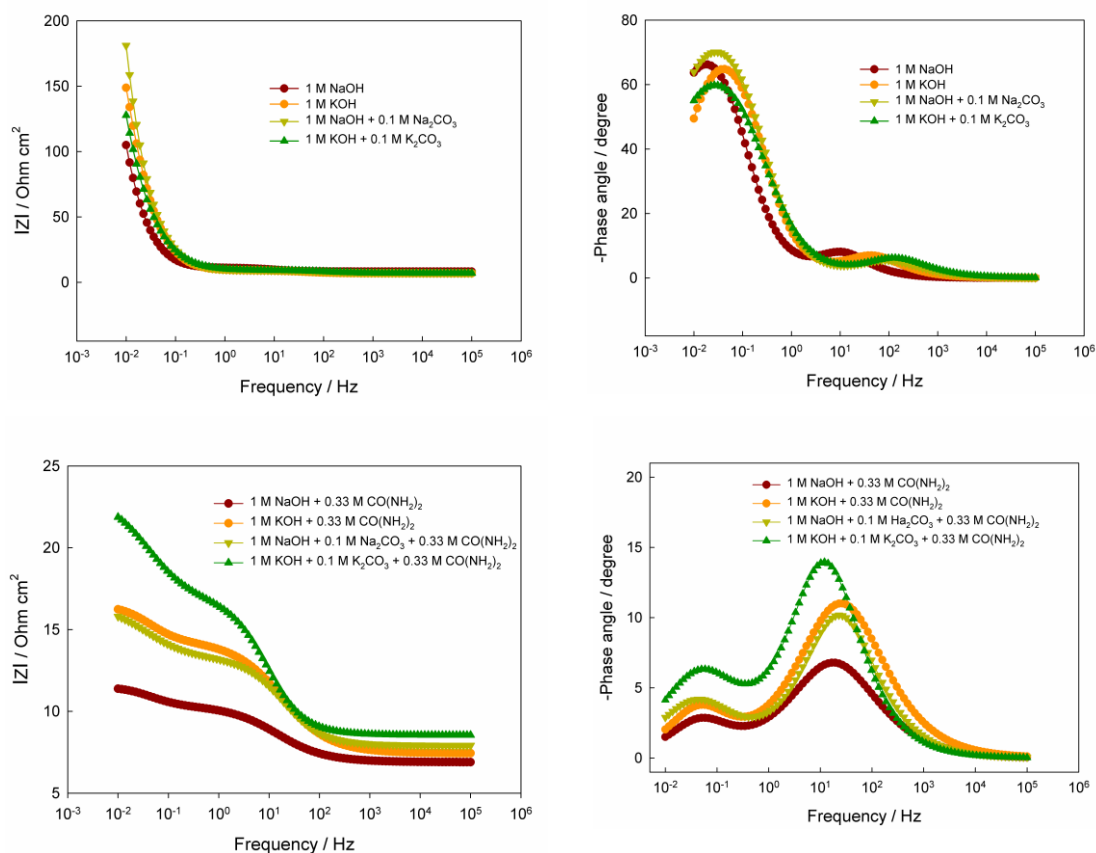 200
150
100
50
0
IZI / Ohm cm²
10⁻³ 10⁻² 10⁻¹ 10⁰ 10¹ 10² 10³ 10⁴ 10⁵ 10⁶
Frequency / Hz
1 M NaOH
1 M KOH
1 M NaOH + 0.1 M Na₂CO₃
1 M KOH + 0.1 M K₂CO₃
80
60
40
20
0
-Phase angle / degree
10⁻³ 10⁻² 10⁻¹ 10⁰ 10¹ 10² 10³ 10⁴ 10⁵ 10⁶
Frequency / Hz
1 M NaOH
1 M KOH
1 M NaOH + 0.1 M Na₂CO₃
1 M KOH + 0.1 M K₂CO₃
25
20
15
10
5
IZI / Ohm cm²
10⁻³ 10⁻² 10⁻¹ 10⁰ 10¹ 10² 10³ 10⁴ 10⁵ 10⁶
Frequency / Hz
1 M NaOH + 0.33 M CO(NH₂)₂
1 M KOH + 0.33 M CO(NH₂)₂
1 M NaOH + 0.1 M Na₂CO₃ + 0.33 M CO(NH₂)₂
1 M KOH + 0.1 M K₂CO₃ + 0.33 M CO(NH₂)₂
20
15
10
5
0
-Phase angle / degree
10⁻³ 10⁻² 10⁻¹ 10⁰ 10¹ 10² 10³ 10⁴ 10⁵ 10⁶
Frequency / Hz
1 M NaOH + 0.33 M CO(NH₂)₂
1 M KOH + 0.33 M CO(NH₂)₂
1 M NaOH + 0.1 M Ha₂CO₃ + 0.33 M CO(NH₂)₂
1 M KOH + 0.1 M K₂CO₃ + 0.33 M CO(NH₂)₂